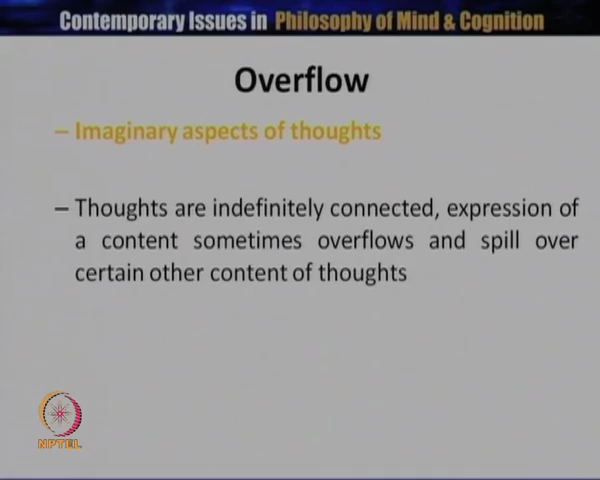 Contemporary Issues in Philosophy of Mind & Cognition
Overflow
– Imaginary aspects of thoughts
– Thoughts are indefinitely connected, expression of
a content sometimes overflows and spill over
certain other content of thoughts
NPTEL